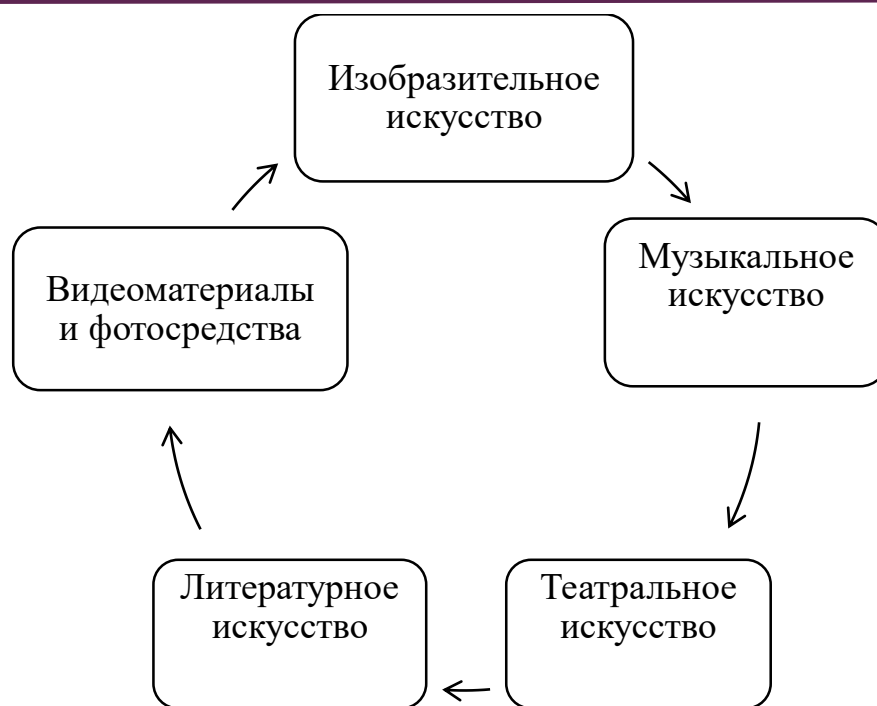 Изобразительное
искусство
Музыкальное
искусство
Видеоматериалы
и фотосредства
Литературное
искусство
Театральное
искусство